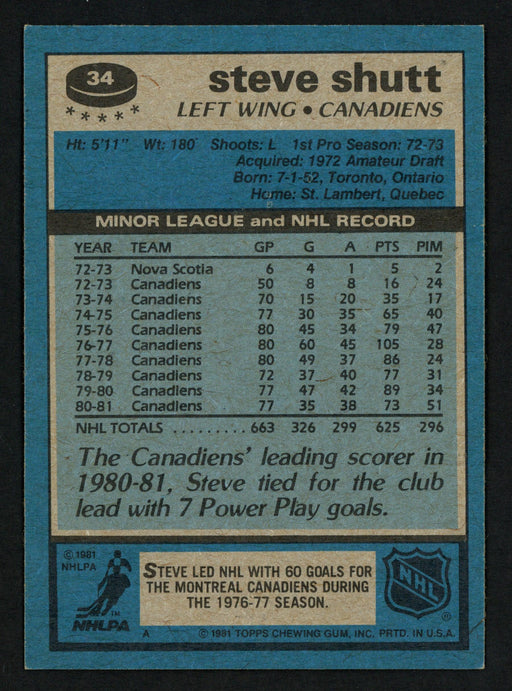 34
steve shutt
LEFT WING • CANADIENS
Ht: 5'11" Wt: 180 Shoots: L 1st Pro Season: 72-73
Acquired: 1972 Amateur Draft
Born: 7-1-52, Toronto, Ontario
Home: St. Lambert, Quebec
MINOR LEAGUE and NHL RECORD
YEAR TEAM GP G A PTS PIM
72-73 Nova Scotia 6 4 1 5 2
72-73 Canadiens 50 8 8 16 24
73-74 Canadiens 70 15 20 35 17
74-75 Canadiens 77 30 35 65 40
75-76 Canadiens 80 45 34 79 47
76-77 Canadiens 80 60 45 105 28
77-78 Canadiens 80 49 37 86 24
78-79 Canadiens 72 37 40 77 31
79-80 Canadiens 77 47 42 89 34
80-81 Canadiens 77 35 38 73 51
NHL TOTALS ......... 663 326 299 625 296
The Canadiens' leading scorer in
1980-81, Steve tied for the club
lead with 7 Power Play goals.
© 1981
NHLPA
TM
NHLPA
STEVE LED NHL WITH 60 GOALS FOR
THE MONTREAL CANADIENS DURING
THE 1976-77 SEASON.
NHL
®
A © 1981 TOPPS CHEWING GUM, INC. PRTD. IN U.S.A.